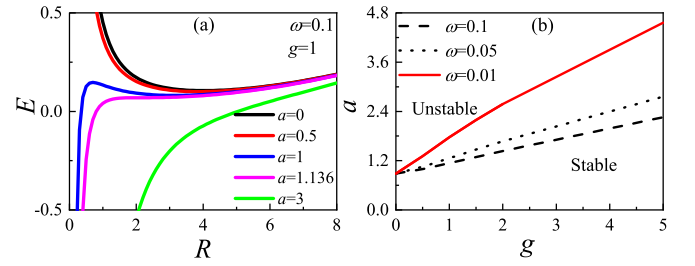 (a)
ω=0.1
g=1
E
0.5
0.0
-0.5
a=0
a=0.5
a=1
a=1.136
a=3
0 2 4 6 8
R
(b)
ω=0.1
ω=0.05
ω=0.01
a
4.8
3.6
2.4
1.2
0.0
Unstable
Stable
0 1 2 3 4 5
g